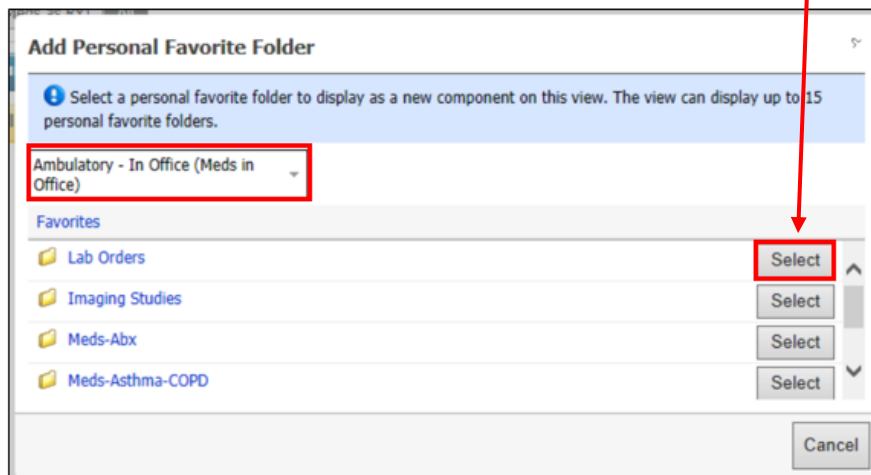 Add Personal Favorite Folder
Select a personal favorite folder to display as a new component on this view. The view can display up to 15
personal favorite folders.
Ambulatory - In Office (Meds in
Office)
Favorites
Lab Orders
Select
Imaging Studies
Select
Meds-Abx
Select
Meds-Asthma-COPD
Select
Cancel